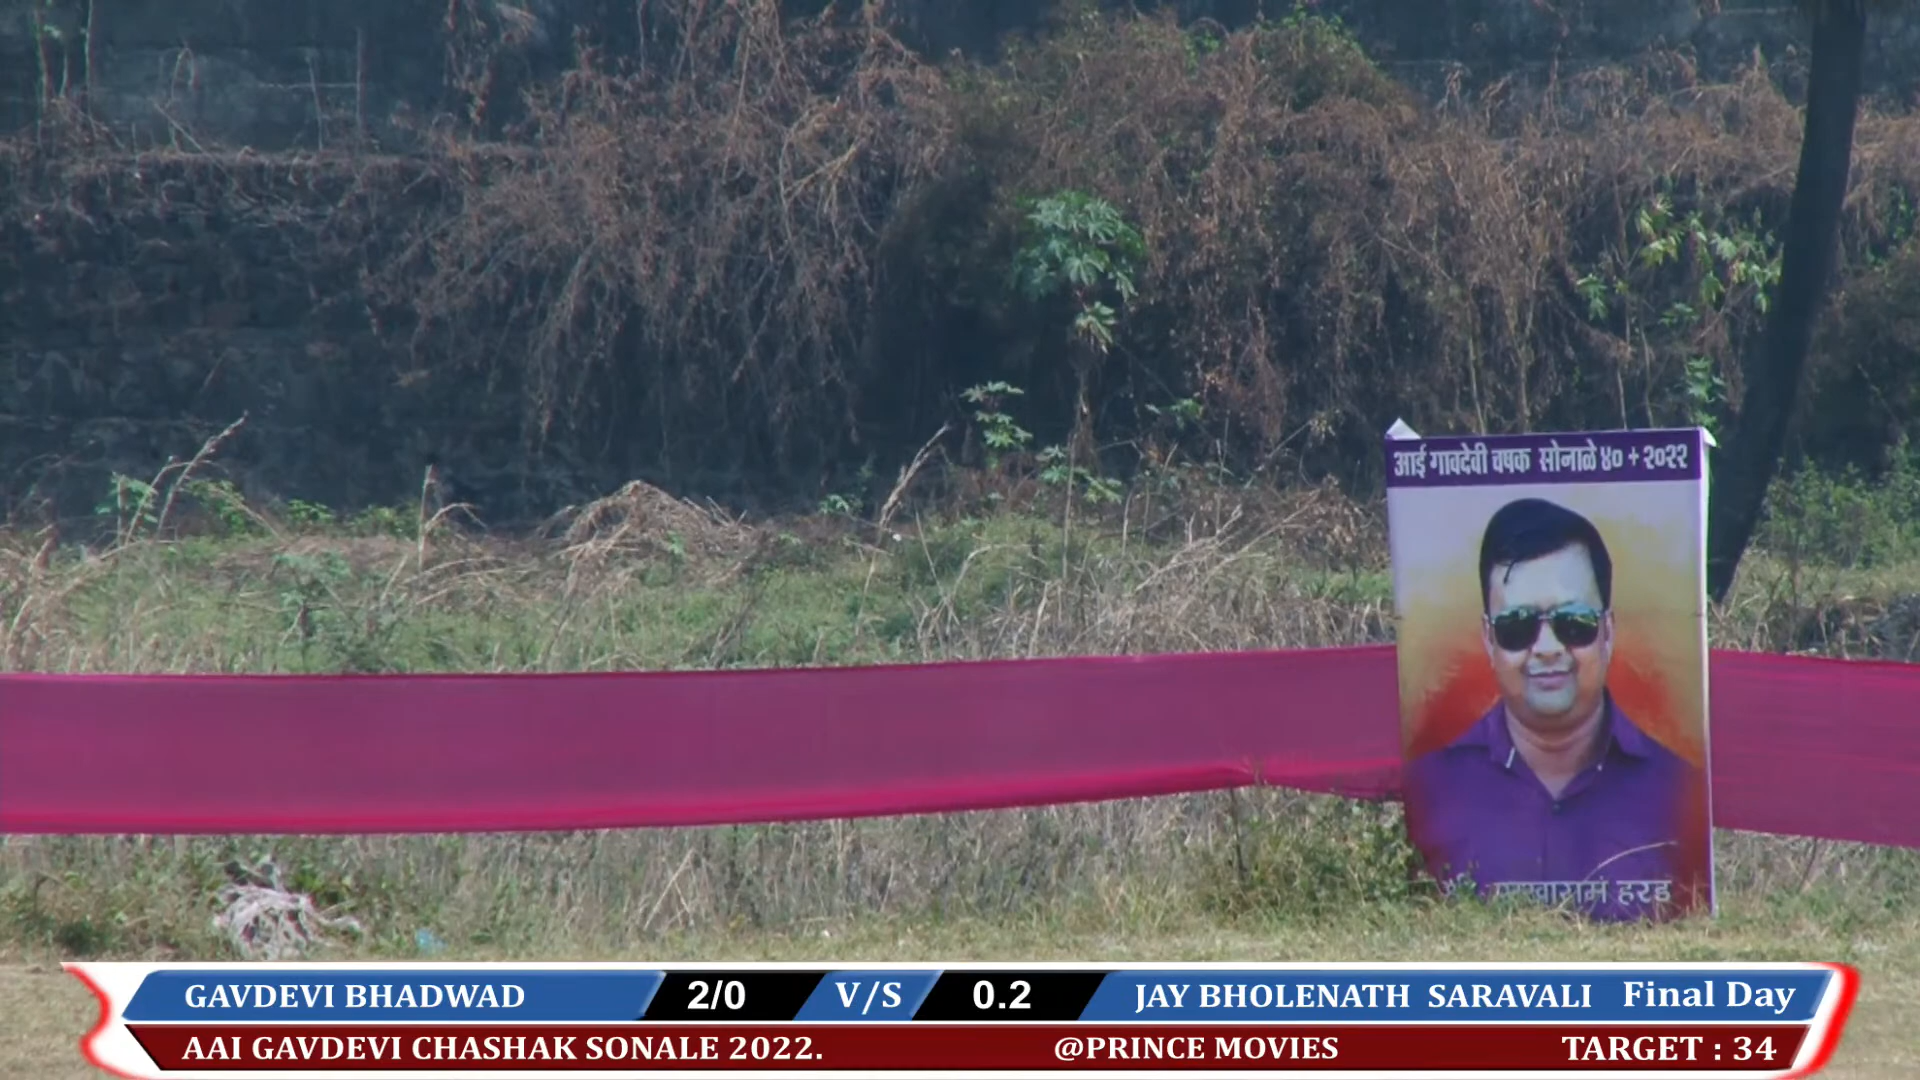 आई गावदेवी चषक सोनाळे ४० + २०२२
हरड
GAVDEVI BHADWAD 2/0 V/S 0.2 JAY BHOLENATH SARAVALI Final Day
AAI GAVDEVI CHASHAK SONALE 2022. @PRINCE MOVIES TARGET : 34